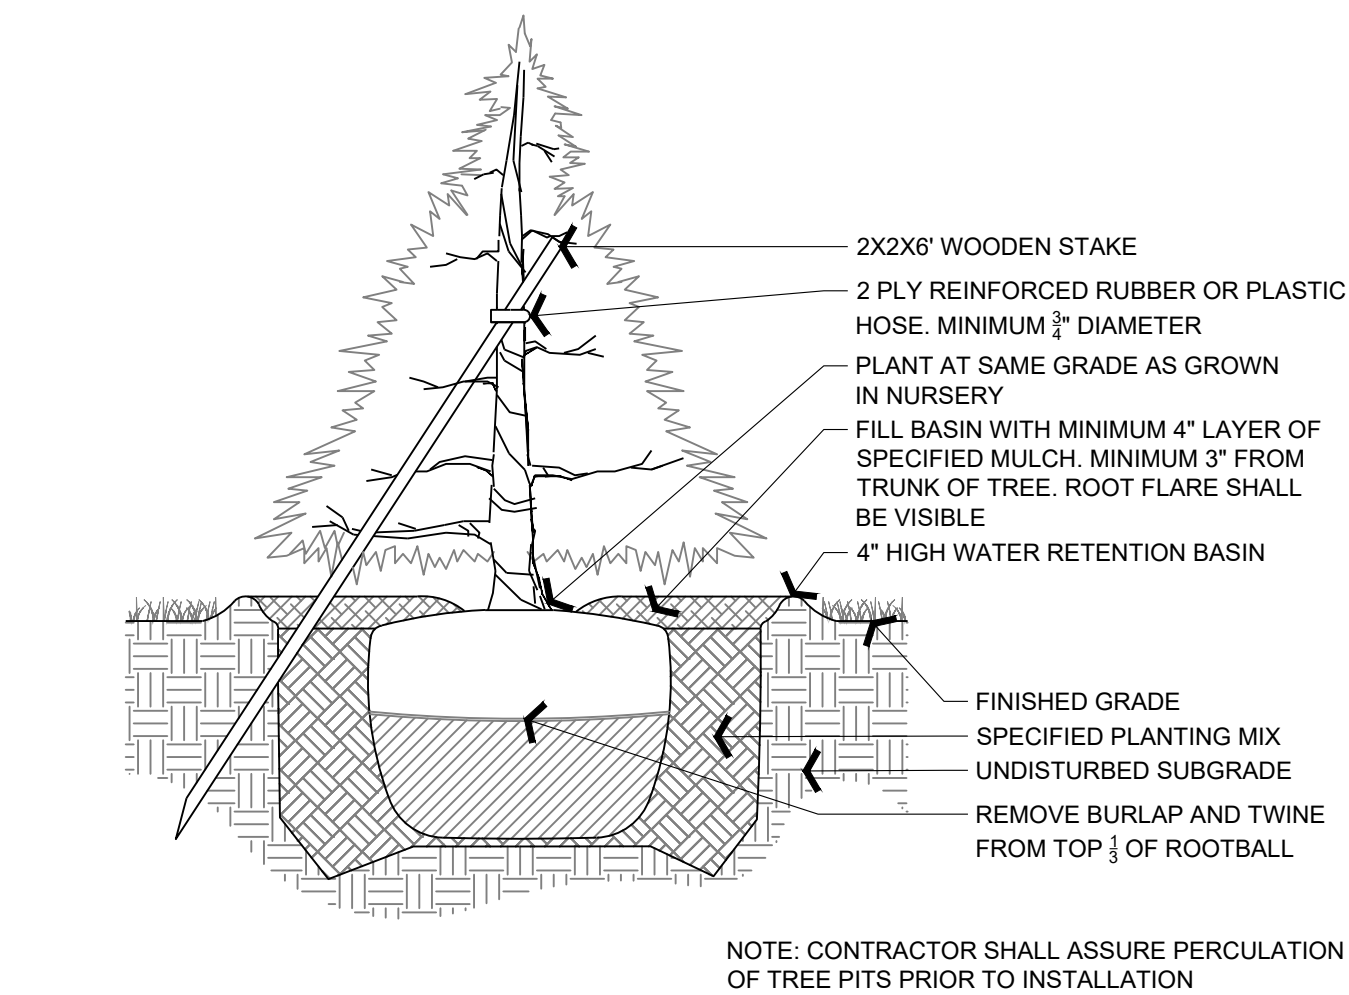 2X2X6' WOODEN STAKE
2 PLY REINFORCED RUBBER OR PLASTIC
HOSE. MINIMUM 3/4" DIAMETER
PLANT AT SAME GRADE AS GROWN
IN NURSERY
FILL BASIN WITH MINIMUM 4" LAYER OF
SPECIFIED MULCH. MINIMUM 3" FROM
TRUNK OF TREE. ROOT FLARE SHALL
BE VISIBLE
4" HIGH WATER RETENTION BASIN
FINISHED GRADE
SPECIFIED PLANTING MIX
UNDISTURBED SUBGRADE
REMOVE BURLAP AND TWINE
FROM TOP 1/3 OF ROOTBALL
NOTE: CONTRACTOR SHALL ASSURE PERCULATION
OF TREE PITS PRIOR TO INSTALLATION